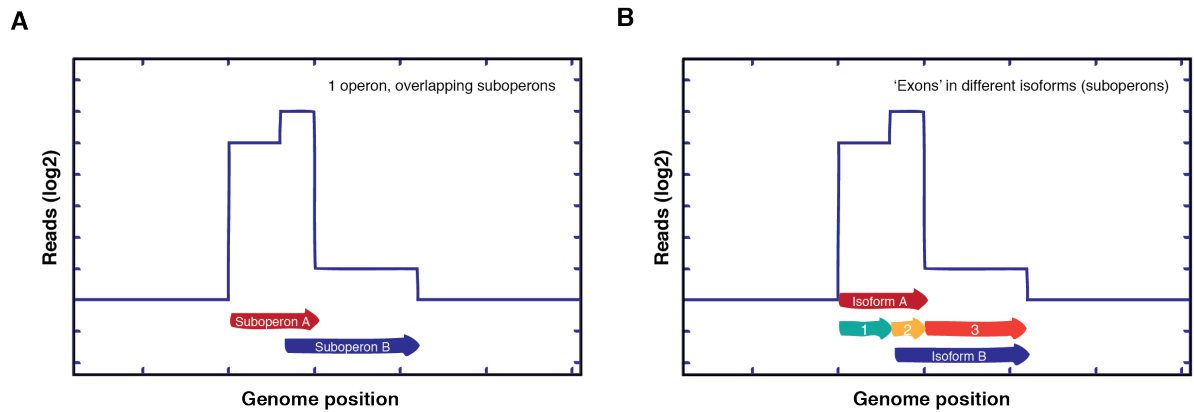 A
1 operon, overlapping suboperons
Reads (log2)
Suboperon A
Suboperon B
Genome position
B
‘Exons’ in different isoforms (suboperons)
Reads (log2)
Isoform A
1 2 3
Isoform B
Genome position